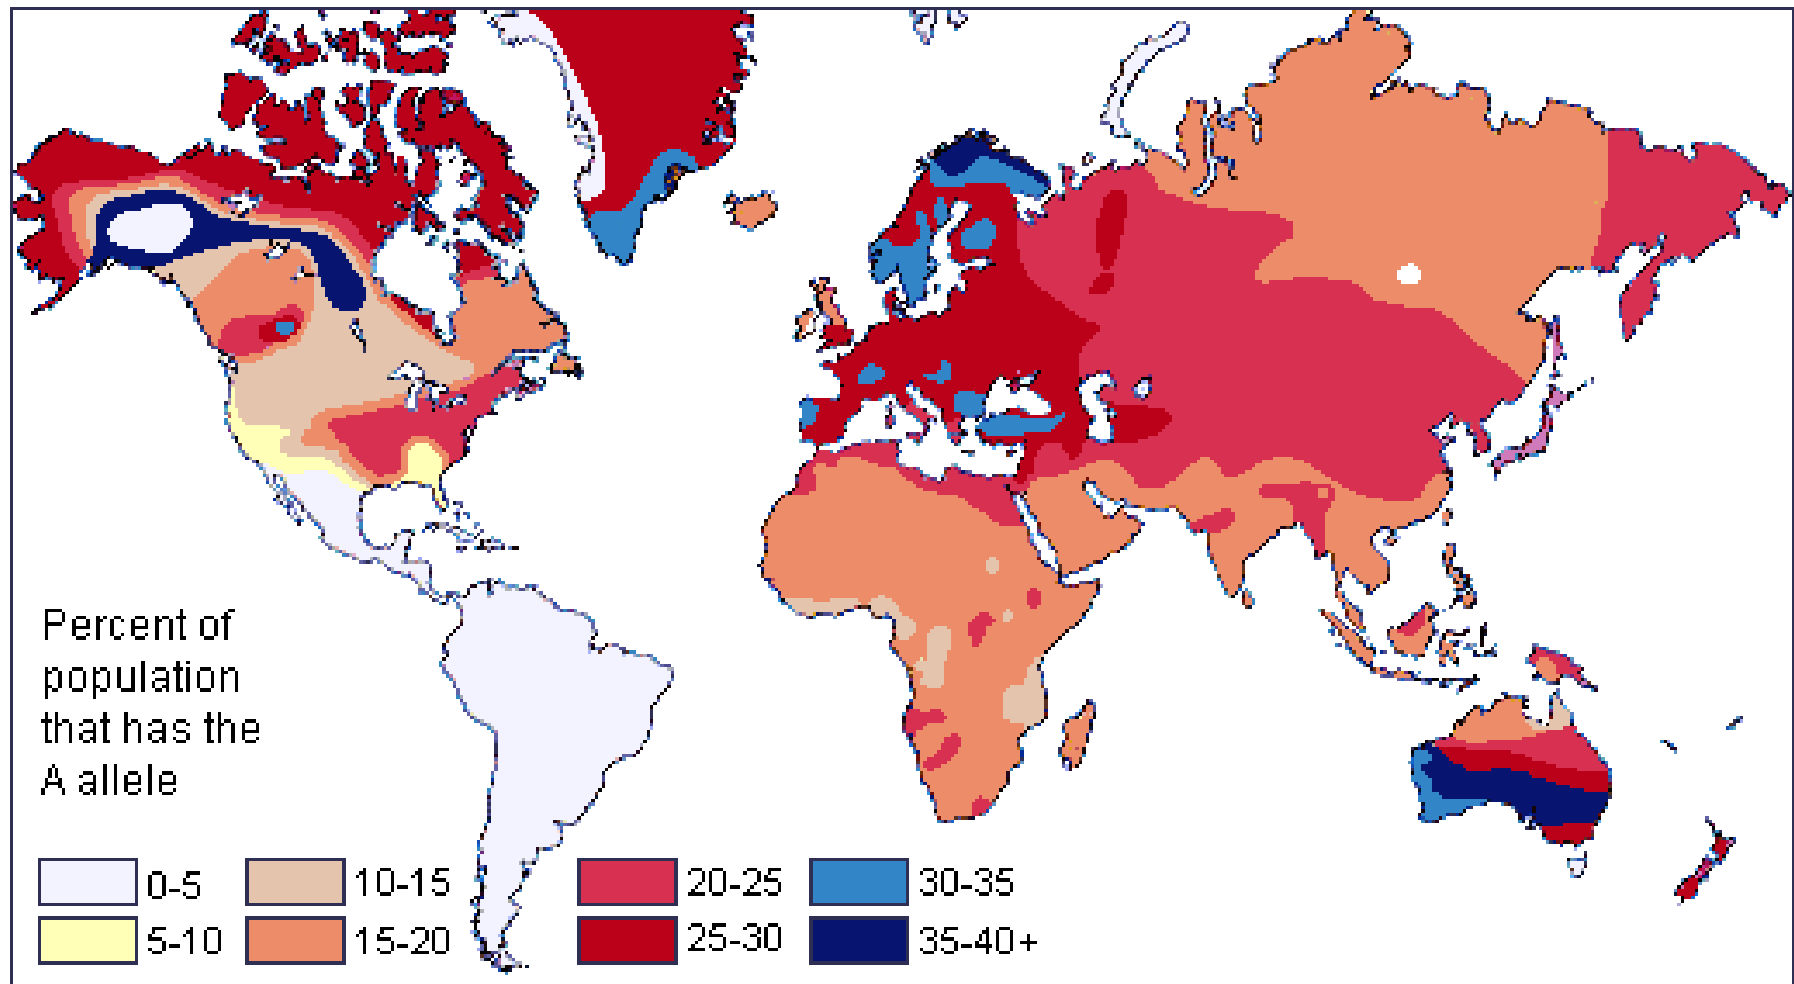 Percent of
population
that has the
A allele
0-5
10-15
20-25
30-35
5-10
15-20
25-30
35-40+